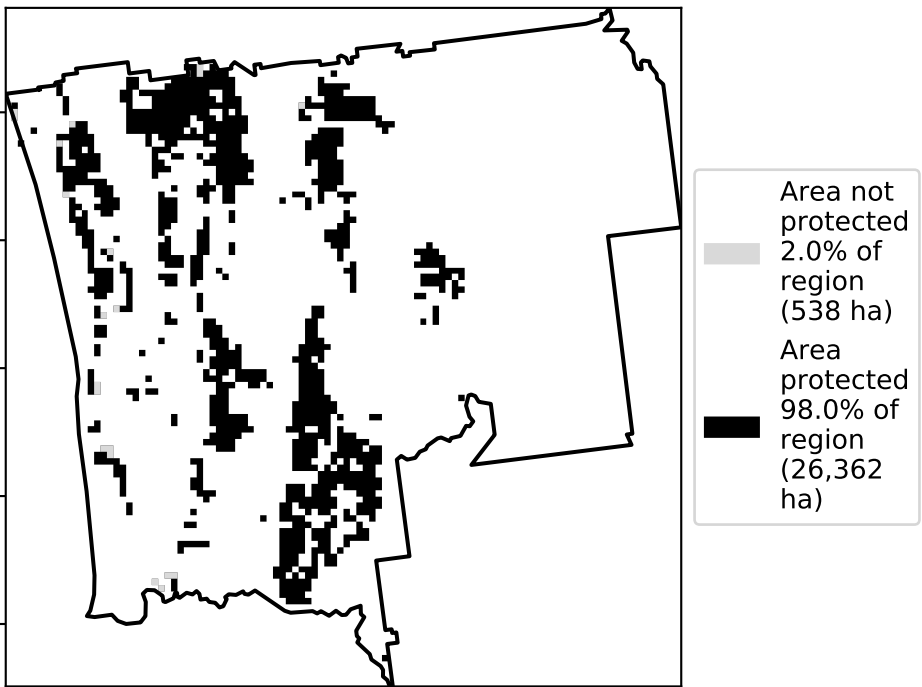 Area not
protected
2.0% of
region
(538 ha)
Area
protected
98.0% of
region
(26,362
ha)